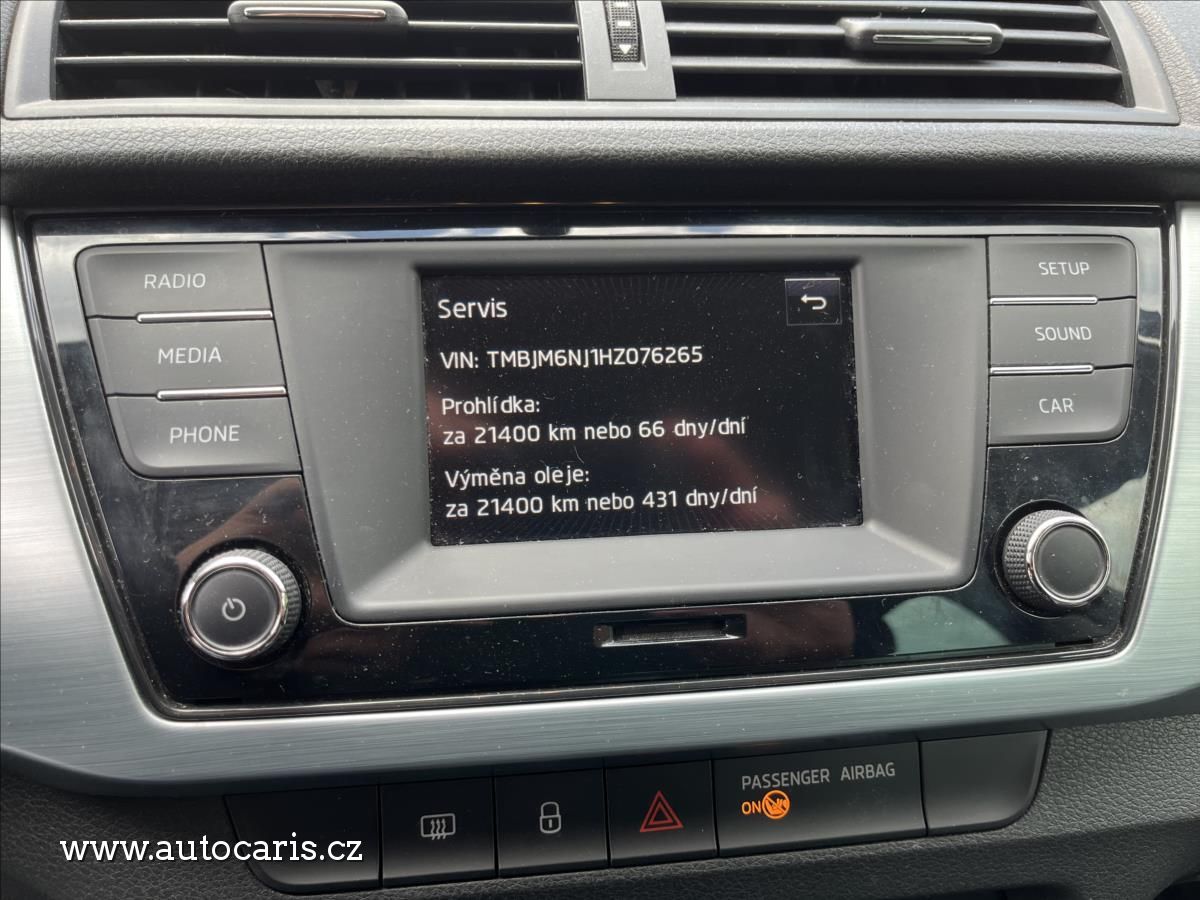 RADIO
MEDIA
PHONE
Servis
VIN: TMBJM6NJ1HZ076265
Prohlídka:
za 21400 km nebo 66 dny/dní
Výměna oleje:
za 21400 km nebo 431 dny/dní
SETUP
SOUND
CAR
PASSENGER AIRBAG
ON
www.autocaris.cz